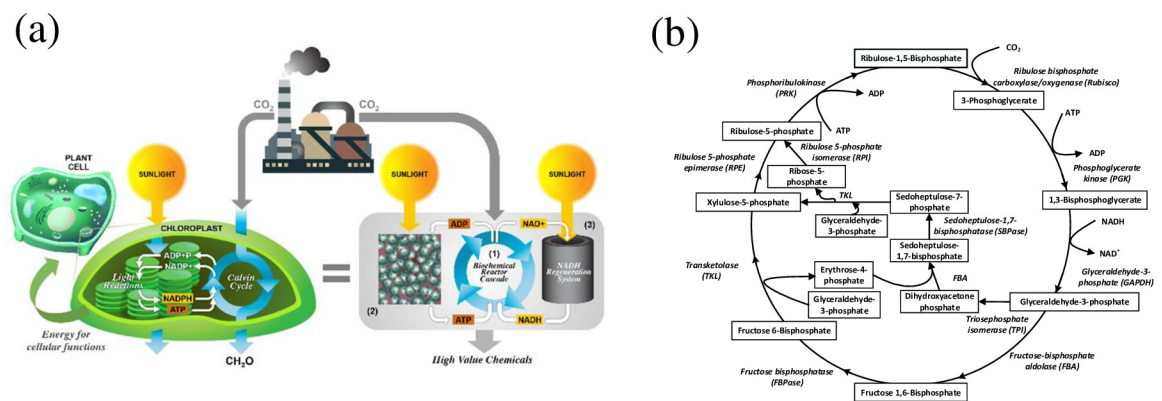 (a)
CO2
CO2
PLANT
CELL
SUNLIGHT
SUNLIGHT
SUNLIGHT
CHLOROPLAST
ADP+P
NADP+
Light
Reactions
NADPH
ATP
Calvin
Cycle
Energy for
cellular functions
CH2O
ADP
NAD+
(3)
(1)
Biochemical
Reactor
Cascade
NADH
Regeneration
System
(2)
ATP
NADH
High Value Chemicals
(b)
Ribulose-1,5-Bisphosphate
CO2
Ribulose bisphosphate
carboxylase/oxygenase (Rubisco)
3-Phosphoglycerate
ATP
ADP
Phosphoglycerate
kinase (PGK)
1,3-Bisphosphoglycerate
NADH
NAD+
Glyceraldehyde-3-
phosphate (GAPDH)
Glyceraldehyde-3-phosphate
Triosephosphate
isomerase (TPI)
Dihydroxyacetone
phosphate
Fructose-bisphosphate
aldolase (FBA)
Fructose 1,6-Bisphosphate
Fructose bisphosphatase
(FBPase)
Fructose 6-Bisphosphate
Transketolase
(TKL)
Glyceraldehyde-
3-phosphate
Erythrose-4-
phosphate
FBA
Sedoheptulose-
1,7-bisphosphate
Sedoheptulose-1,7-
bisphosphatase (SBPase)
Sedoheptulose-7-
phosphate
Glyceraldehyde-
3-phosphate
TKL
Xylulose-5-phosphate
Ribose-5-
phosphate
Ribulose 5-phosphate
epimerase (RPE)
Ribulose 5-phosphate
isomerase (RPI)
Ribulose-5-phosphate
ATP
ADP
Phosphoribulokinase
(PRK)